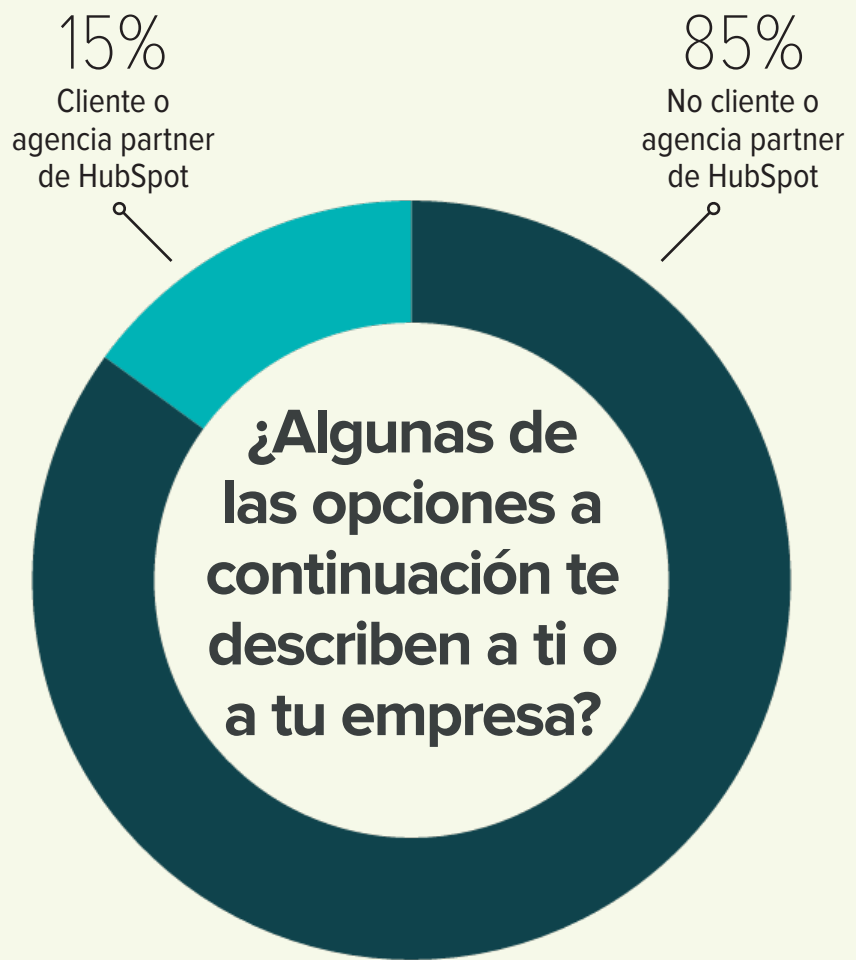 15%
Cliente o
agencia partner
de HubSpot
85%
No cliente o
agencia partner
de HubSpot
¿Algunas de
las opciones a
continuación te
describen a ti o
a tu empresa?